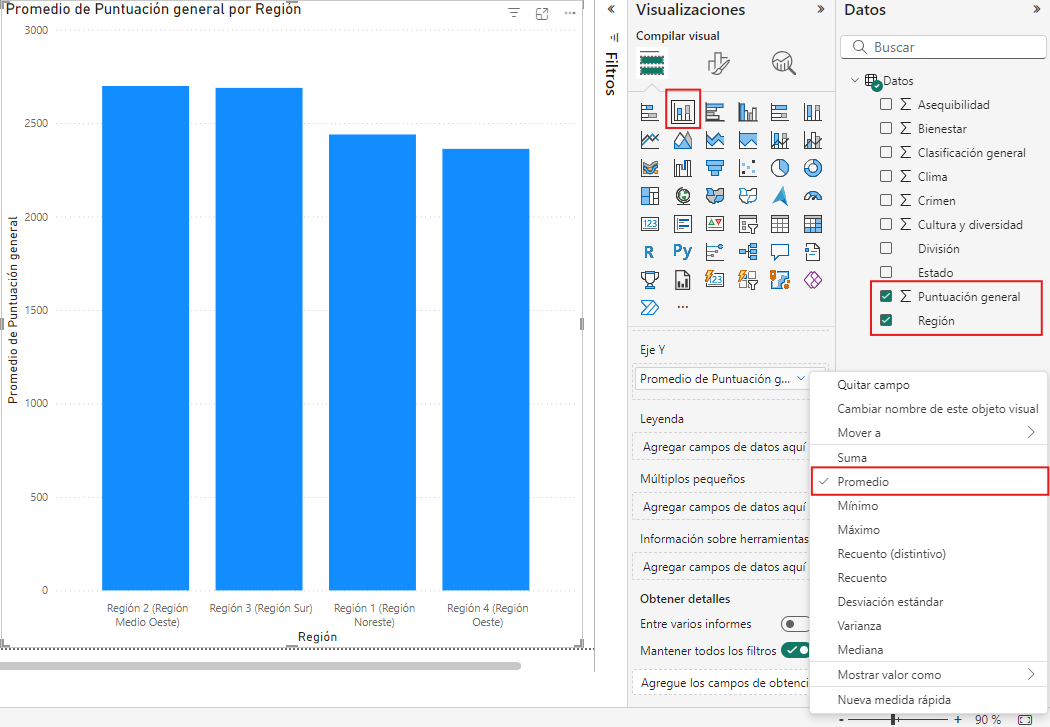 Promedio de Puntuación general por Región
3000
2500
2000
1500
1000
500
0
Promedio de Puntuación general
Región 2 (Región
Medio Oeste)
Región 3 (Región Sur)
Región 1 (Región
Noreste)
Región 4 (Región
Oeste)
Región
Filtros
Visualizaciones
Compilar visual
123
R
Py
123
Eje Y
Promedio de Puntuación g...
Leyenda
Agregar campos de datos aquí
Múltiplos pequeños
Agregar campos de datos aquí
Información sobre herramientas
Agregar campos de datos aquí
Obtener detalles
Entre varios informes
Mantener todos los filtros
Agregue los campos de obtenci
Datos
Buscar
Datos
Asequibilidad
Bienestar
Clasificación general
Clima
Crimen
Cultura y diversidad
División
Estado
Puntuación general
Región
Quitar campo
Cambiar nombre de este objeto visual
Mover a
Suma
Promedio
Mínimo
Máximo
Recuento (distintivo)
Recuento
Desviación estándar
Varianza
Mediana
Mostrar valor como
Nueva medida rápida
- + 90 %